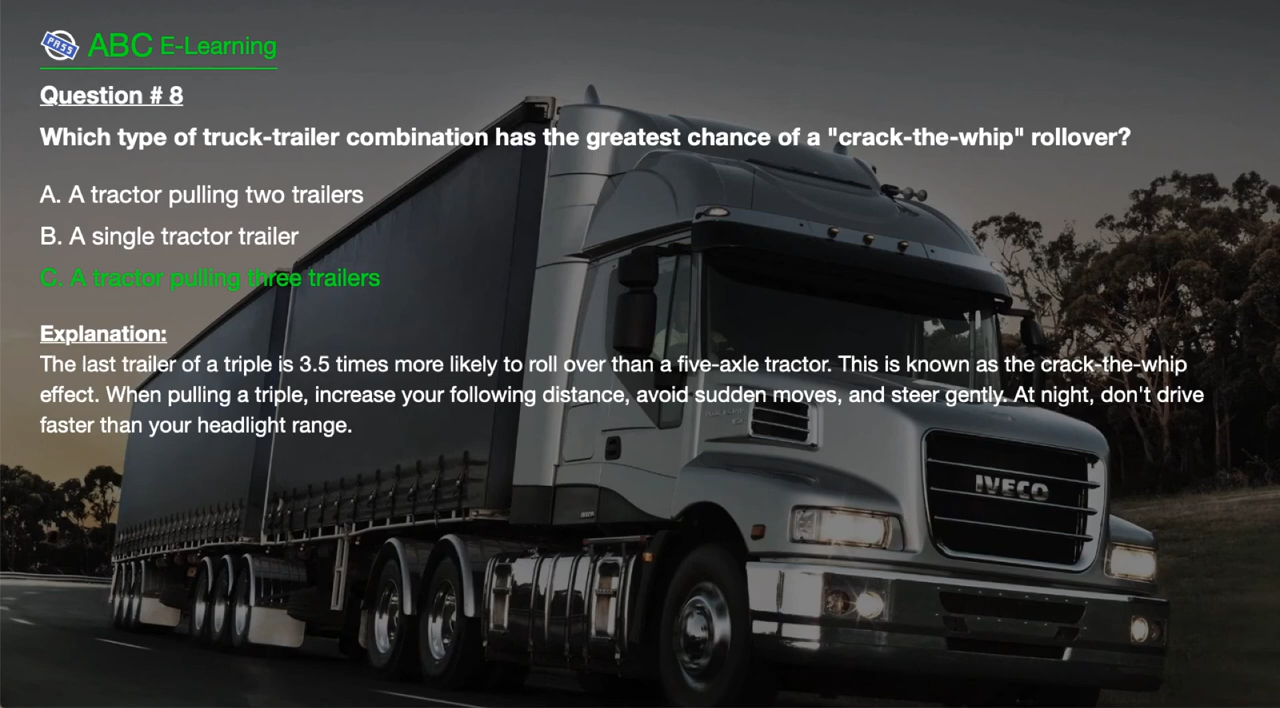 PASS
ABC E-Learning
Question # 8
Which type of truck-trailer combination has the greatest chance of a "crack-the-whip" rollover?
A. A tractor pulling two trailers
B. A single tractor trailer
C. A tractor pulling three trailers
Explanation:
The last trailer of a triple is 3.5 times more likely to roll over than a five-axle tractor. This is known as the crack-the-whip
effect. When pulling a triple, increase your following distance, avoid sudden moves, and steer gently. At night, don't drive
faster than your headlight range.
IVECO